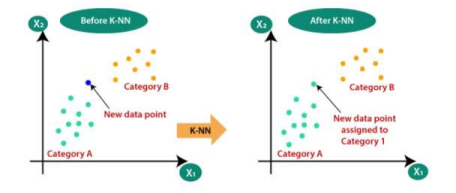 Before K-NN
X₂
Category B
New data point
Category A
X₁
K-NN
After K-NN
X₂
Category B
New data point
assigned to
Category 1
Category A
X₁